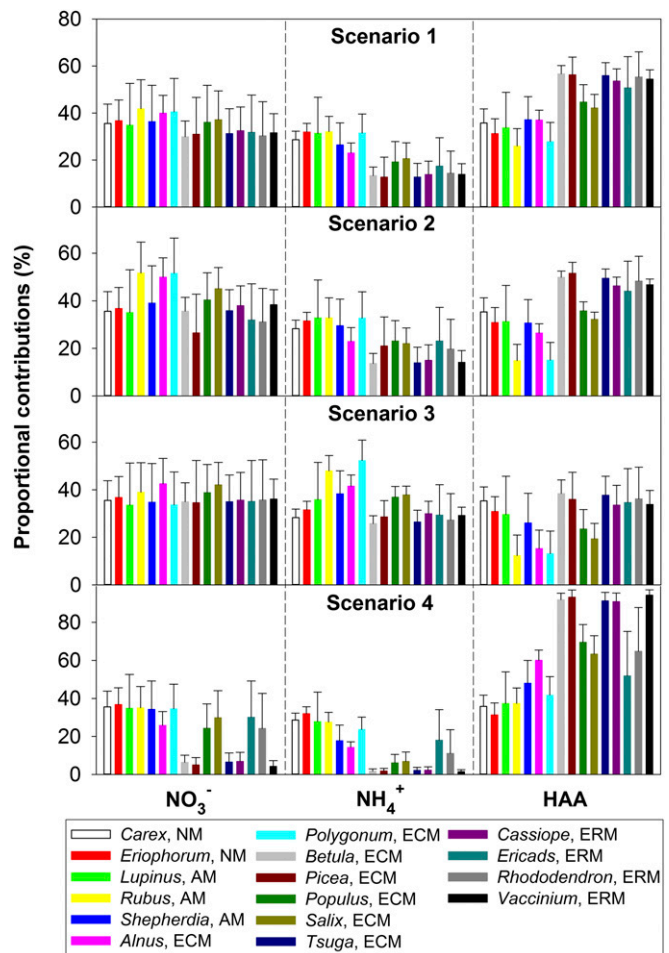 Proportional contributions (%)
80
60
40
20
0
Scenario 1
60
40
20
0
Scenario 2
60
40
20
0
Scenario 3
80
60
40
20
0
Scenario 4
NO₃⁻ NH₄⁺ HAA
Carex, NM
Eriophorum, NM
Lupinus, AM
Rubus, AM
Shepherdia, AM
Alnus, ECM
Polygonum, ECM
Betula, ECM
Picea, ECM
Populus, ECM
Salix, ECM
Tsuga, ECM
Cassiope, ERM
Ericads, ERM
Rhododendron, ERM
Vaccinium, ERM